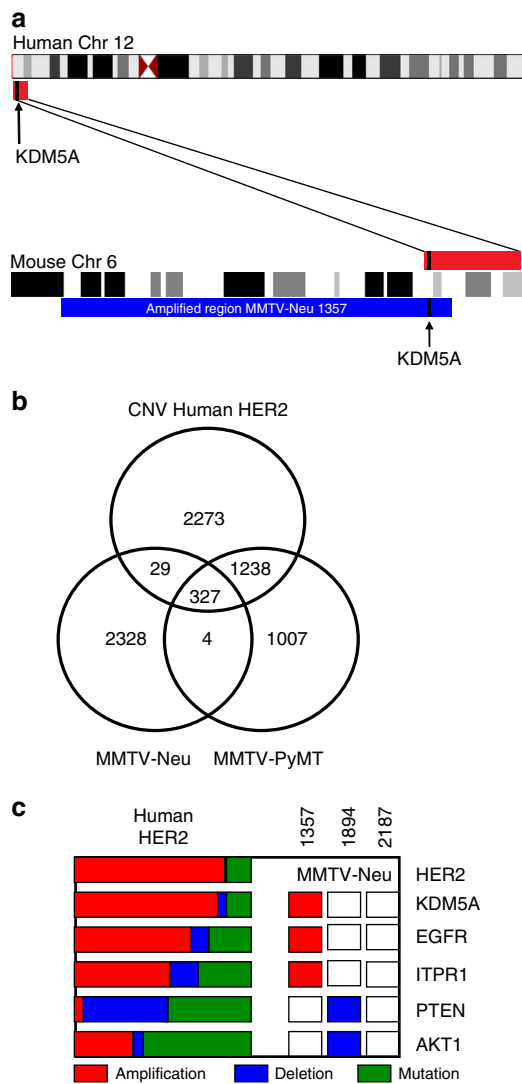 a
Human Chr 12
KDM5A
Mouse Chr 6
Amplified region MMTV-Neu 1357
KDM5A
b
CNV Human HER2
2273
29
1238
327
2328
4
1007
MMTV-Neu
MMTV-PyMT
c
Human
HER2
1357
1894
2187
MMTV-Neu
HER2
KDM5A
EGFR
ITPR1
PTEN
AKT1
Amplification
Deletion
Mutation